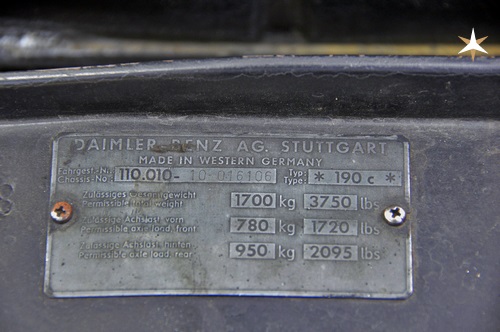 DAIMLER-BENZ AG. STUTTGART
MADE IN WESTERN GERMANY
Fahrgest.-Nr. Chassis-No. 110.010- 10-016106 Typ: Type: * 190 c *
Zulässiges Gesamtgewicht
Permissible total weight 1700 kg 3750 lbs
Zulässige Achslast vorn
Permissible axle load, front 780 kg 1720 lbs
Zulässige Achslast hinten
Permissible axle load, rear 950 kg 2095 lbs